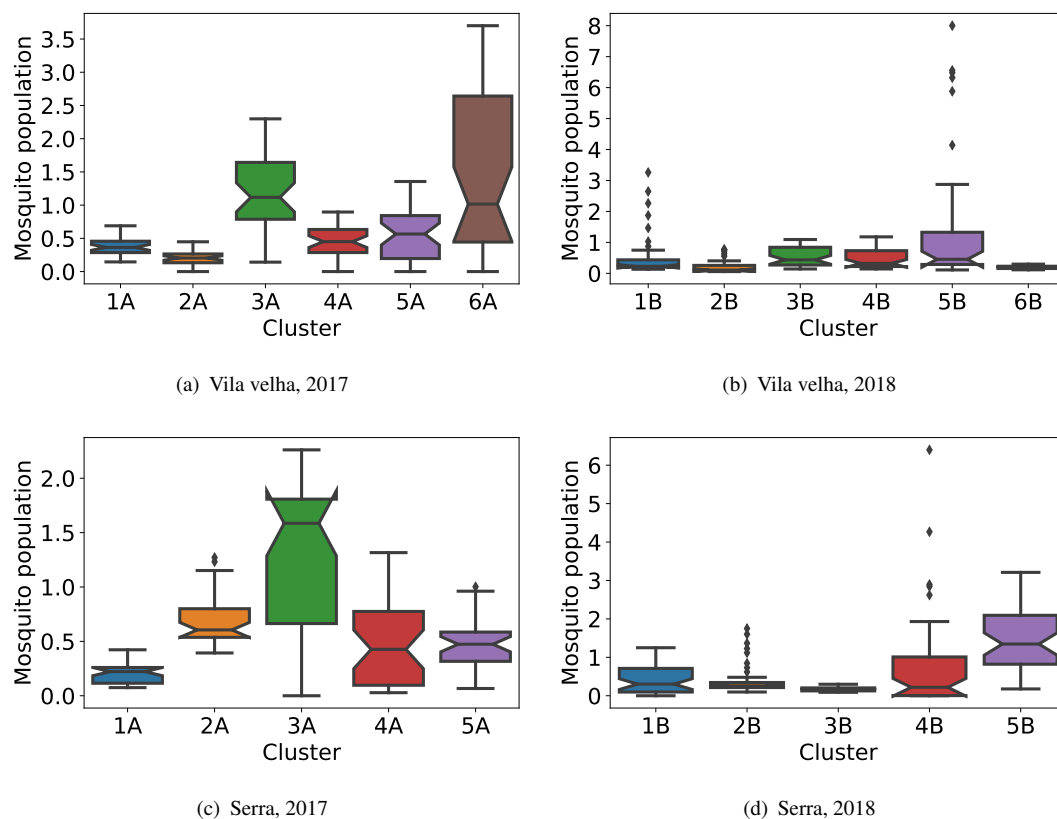 Mosquito population
3.5
3.0
2.5
2.0
1.5
1.0
0.5
0.0
1A 2A 3A 4A 5A 6A
Cluster
(a) Vila velha, 2017
Mosquito population
8
7
6
5
4
3
2
1
0
1B 2B 3B 4B 5B 6B
Cluster
(b) Vila velha, 2018
Mosquito population
2.0
1.5
1.0
0.5
0.0
1A 2A 3A 4A 5A
Cluster
(c) Serra, 2017
Mosquito population
6
5
4
3
2
1
0
1B 2B 3B 4B 5B
Cluster
(d) Serra, 2018